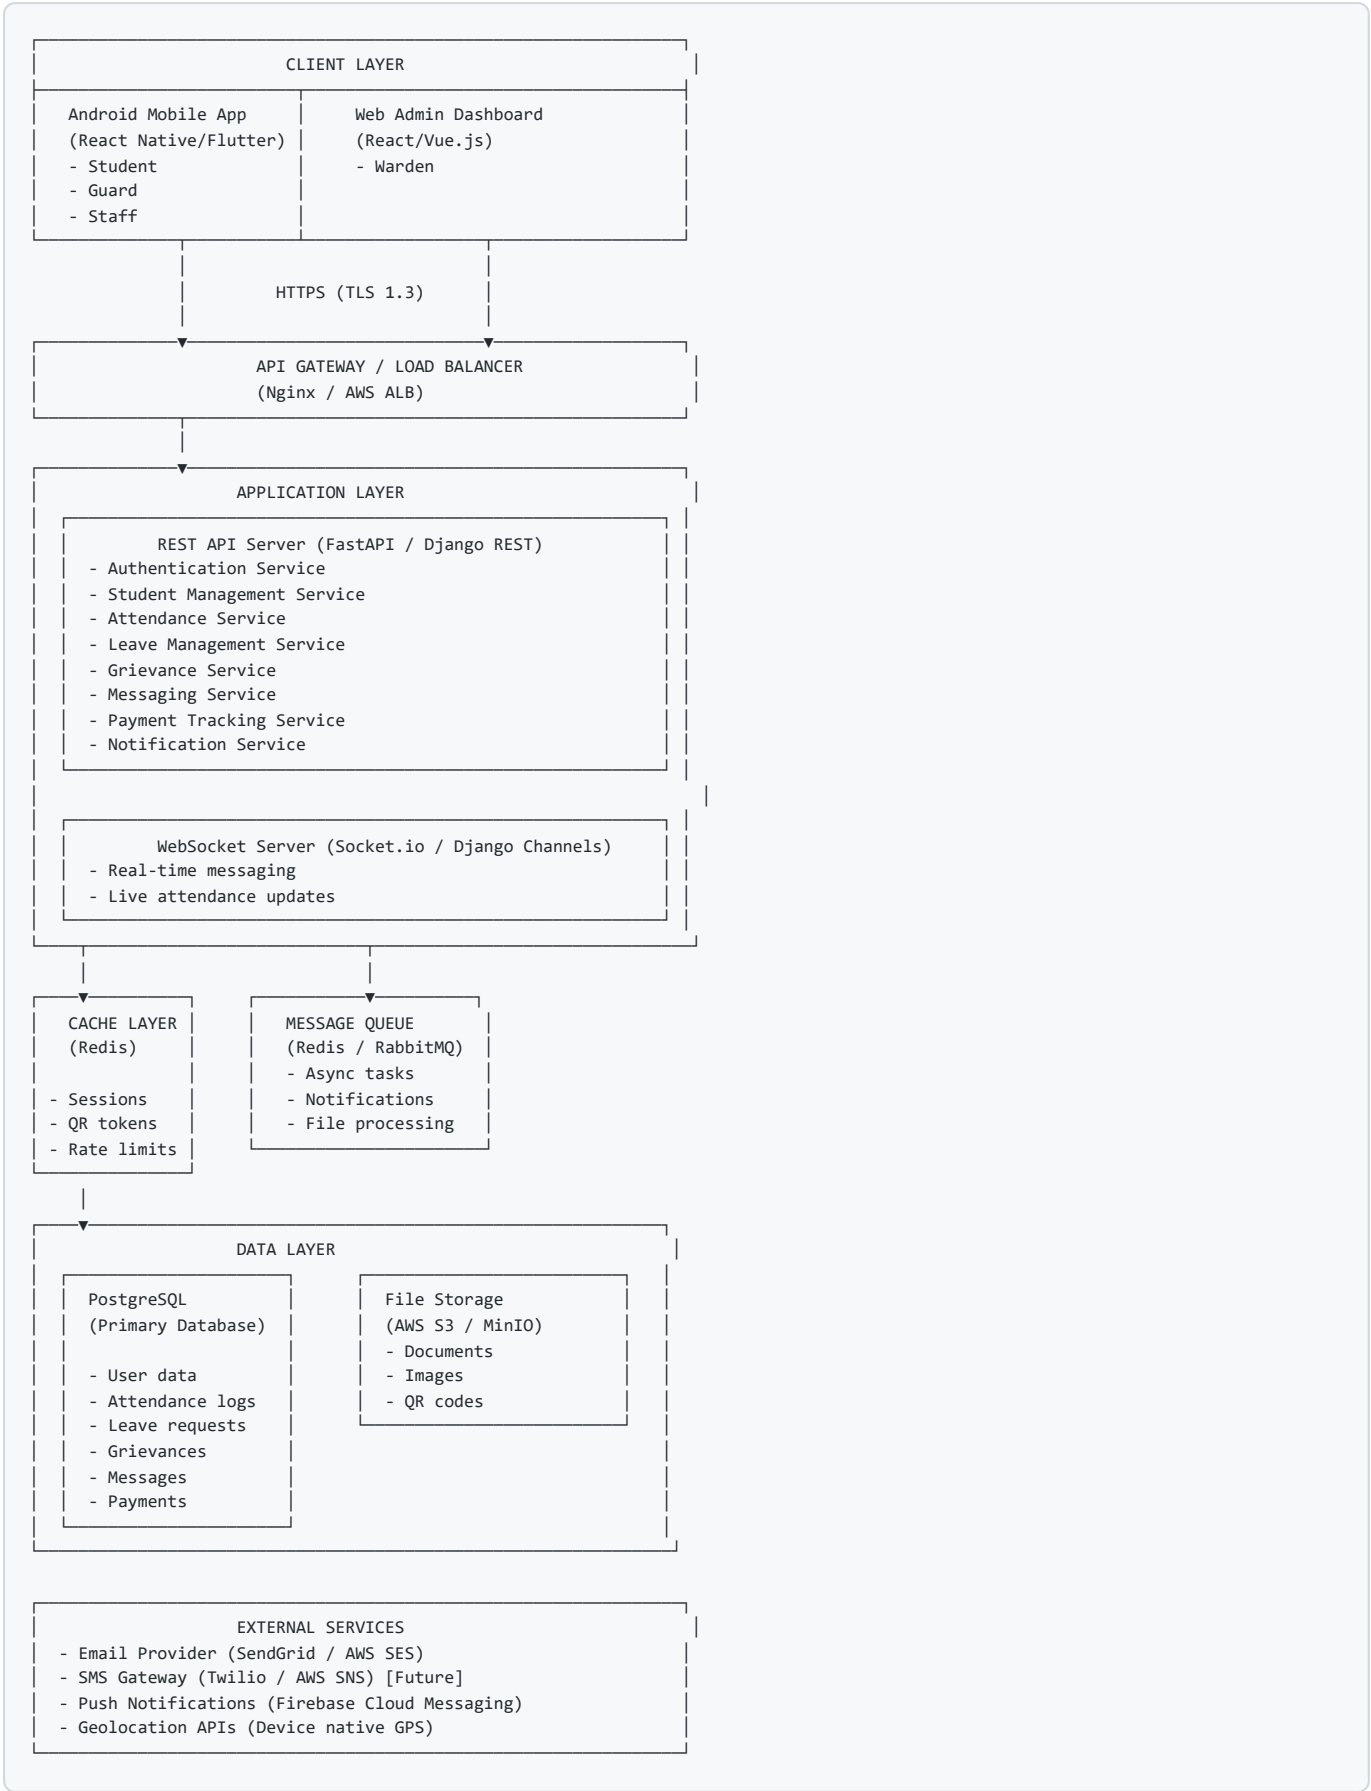 CLIENT LAYER
Android Mobile App
(React Native/Flutter)
- Student
- Guard
- Staff
Web Admin Dashboard
(React/Vue.js)
- Warden
HTTPS (TLS 1.3)
API GATEWAY / LOAD BALANCER
(Nginx / AWS ALB)
APPLICATION LAYER
REST API Server (FastAPI / Django REST)
- Authentication Service
- Student Management Service
- Attendance Service
- Leave Management Service
- Grievance Service
- Messaging Service
- Payment Tracking Service
- Notification Service
WebSocket Server (Socket.io / Django Channels)
- Real-time messaging
- Live attendance updates
CACHE LAYER
(Redis)
- Sessions
- QR tokens
- Rate limits
MESSAGE QUEUE
(Redis / RabbitMQ)
- Async tasks
- Notifications
- File processing
DATA LAYER
PostgreSQL
(Primary Database)
- User data
- Attendance logs
- Leave requests
- Grievances
- Messages
- Payments
File Storage
(AWS S3 / MinIO)
- Documents
- Images
- QR codes
EXTERNAL SERVICES
- Email Provider (SendGrid / AWS SES)
- SMS Gateway (Twilio / AWS SNS) [Future]
- Push Notifications (Firebase Cloud Messaging)
- Geolocation APIs (Device native GPS)